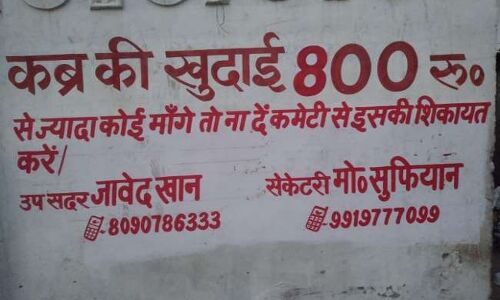 कब्र की खुदाई 800 रू०
से ज्यादा कोई माँगे तो ना दें कमेटी से इसकी शिकायत
करें/
उप सदर जावेद खान
8090786333
सेकेटरी मो० सुफियान
9919777099